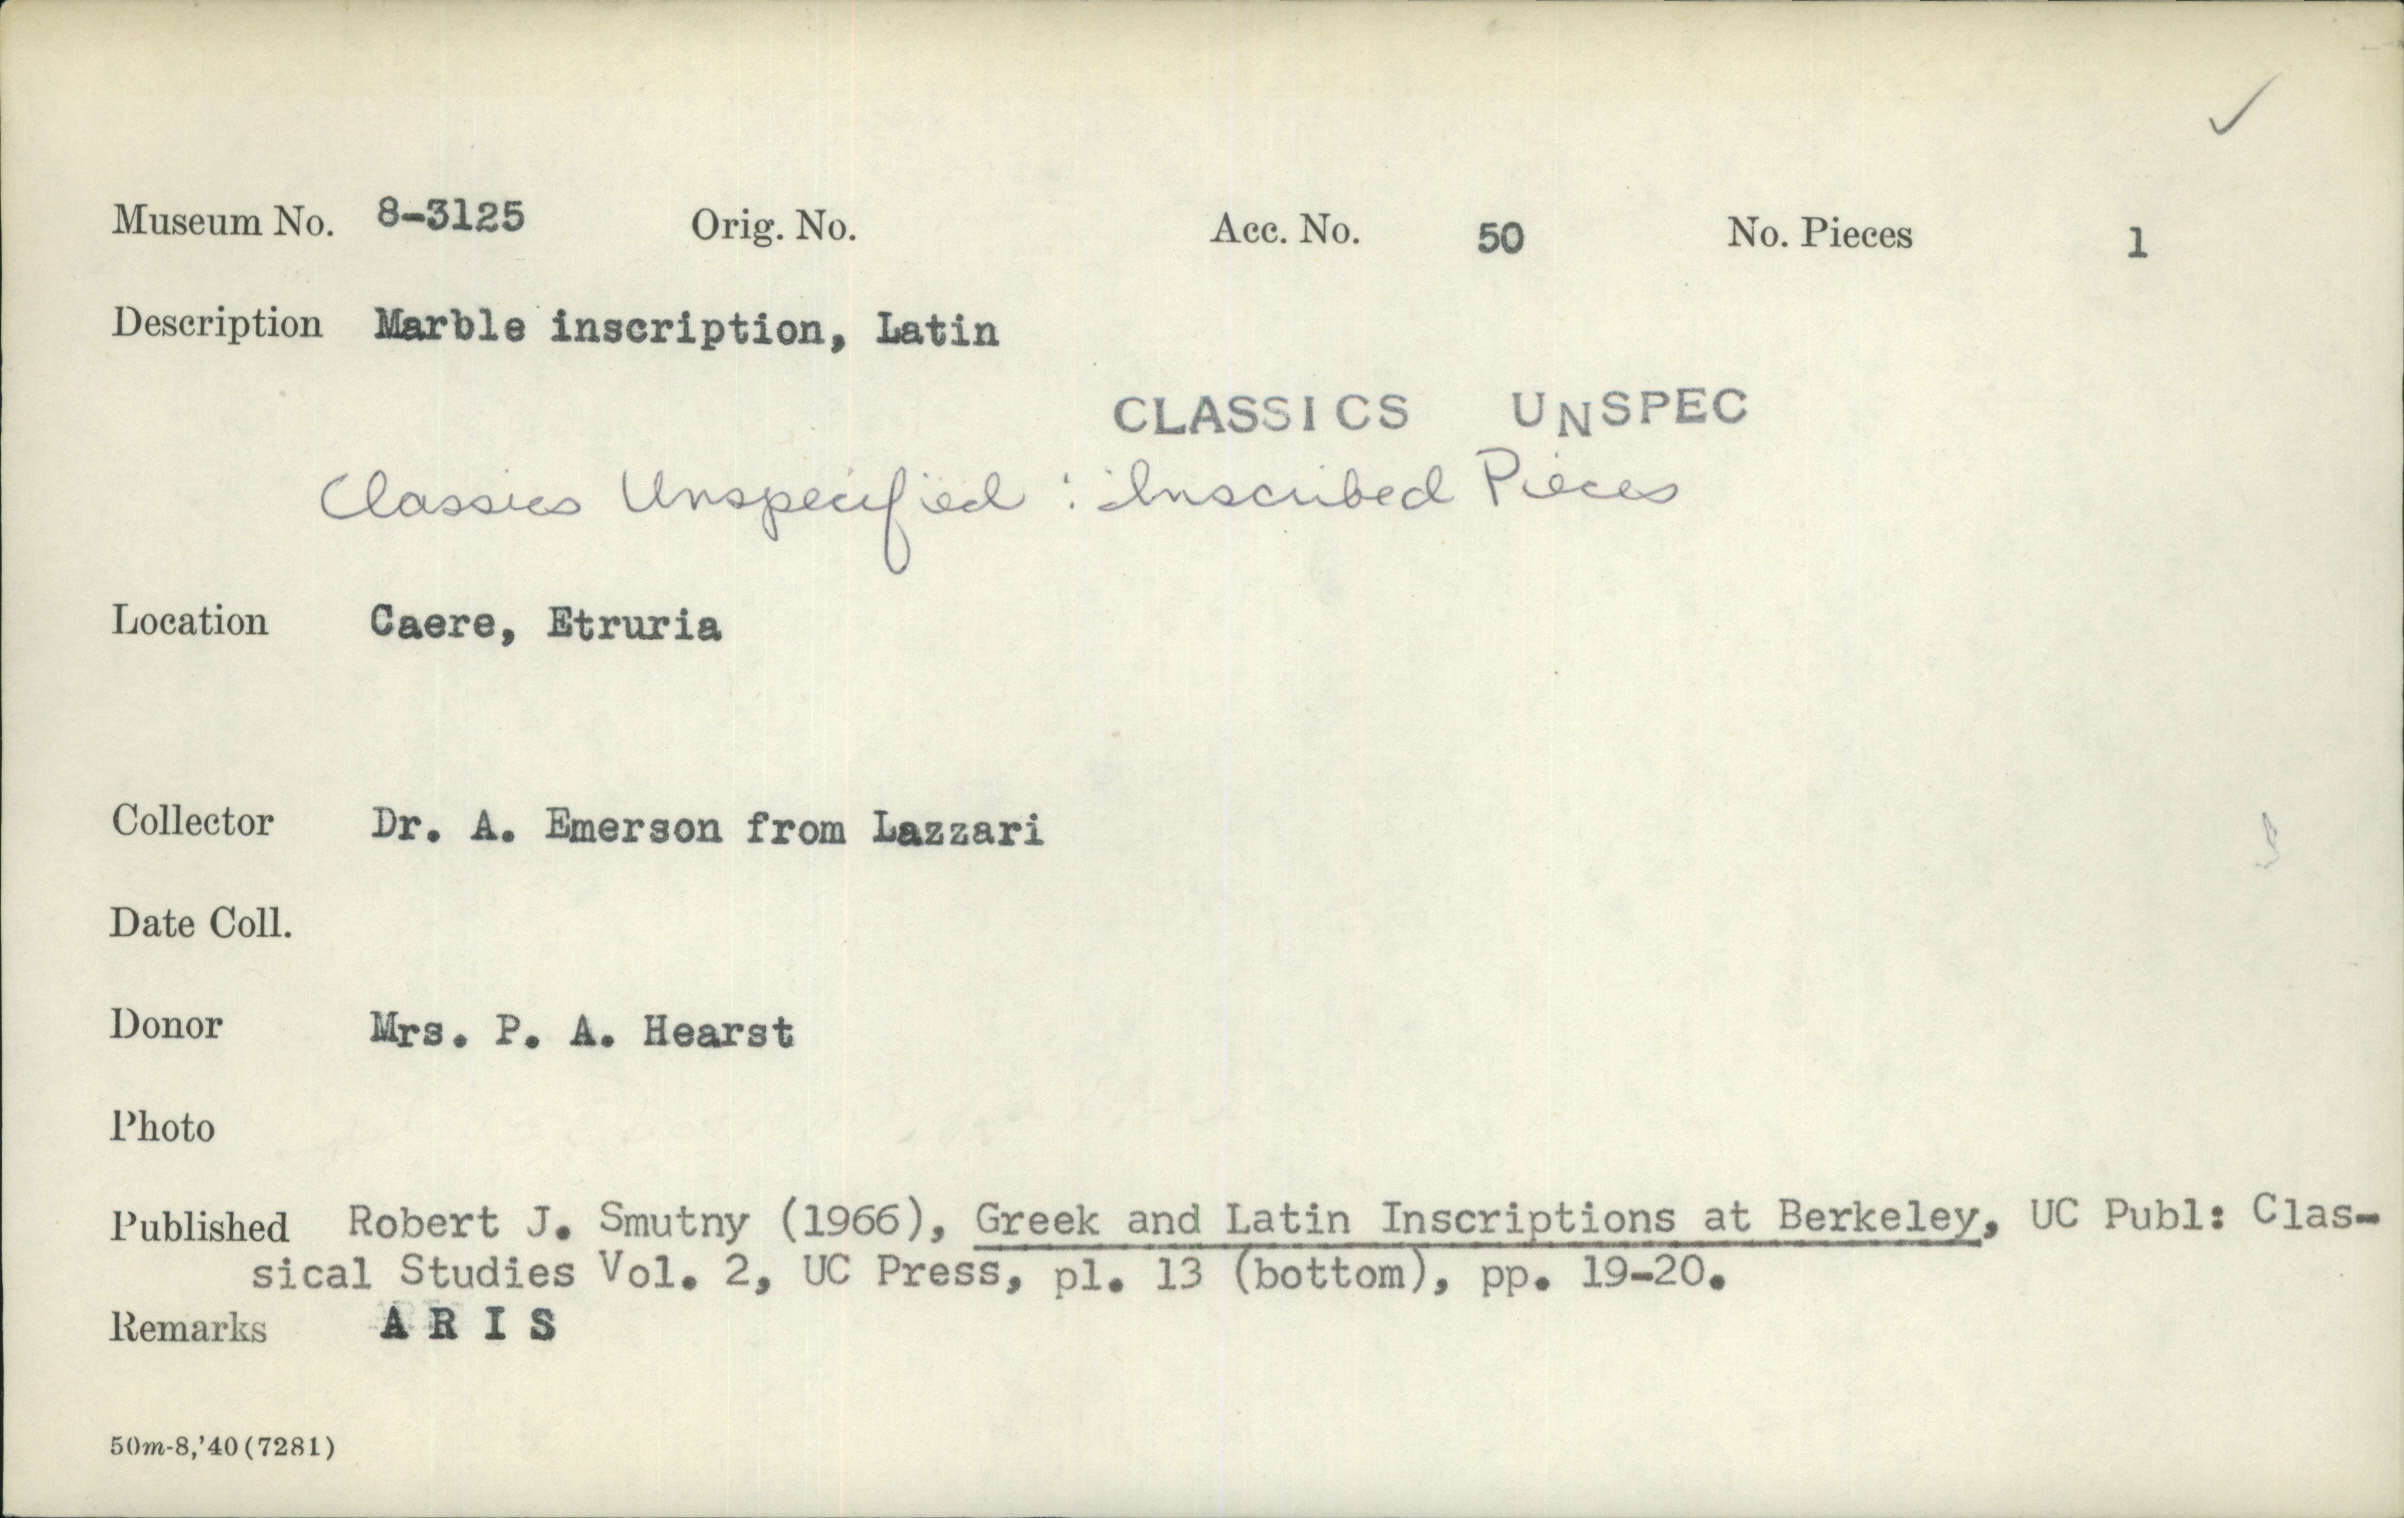 Museum No. 8-3125 Orig. No. Acc. No. 50 No. Pieces 1
Description Marble inscription, Latin
CLASSICS UNSPEC
Classics Unspecified : Inscribed Pieces
Location Caere, Etruria
Collector Dr. A. Emerson from Lazzari
Date Coll.
Donor Mrs. P. A. Hearst
Photo
Published Robert J. Smutny (1966), Greek and Latin Inscriptions at Berkeley, UC Publ: Clas-
sical Studies Vol. 2, UC Press, pl. 13 (bottom), pp. 19-20.
Remarks A R I S
50m-8,'40(7281)